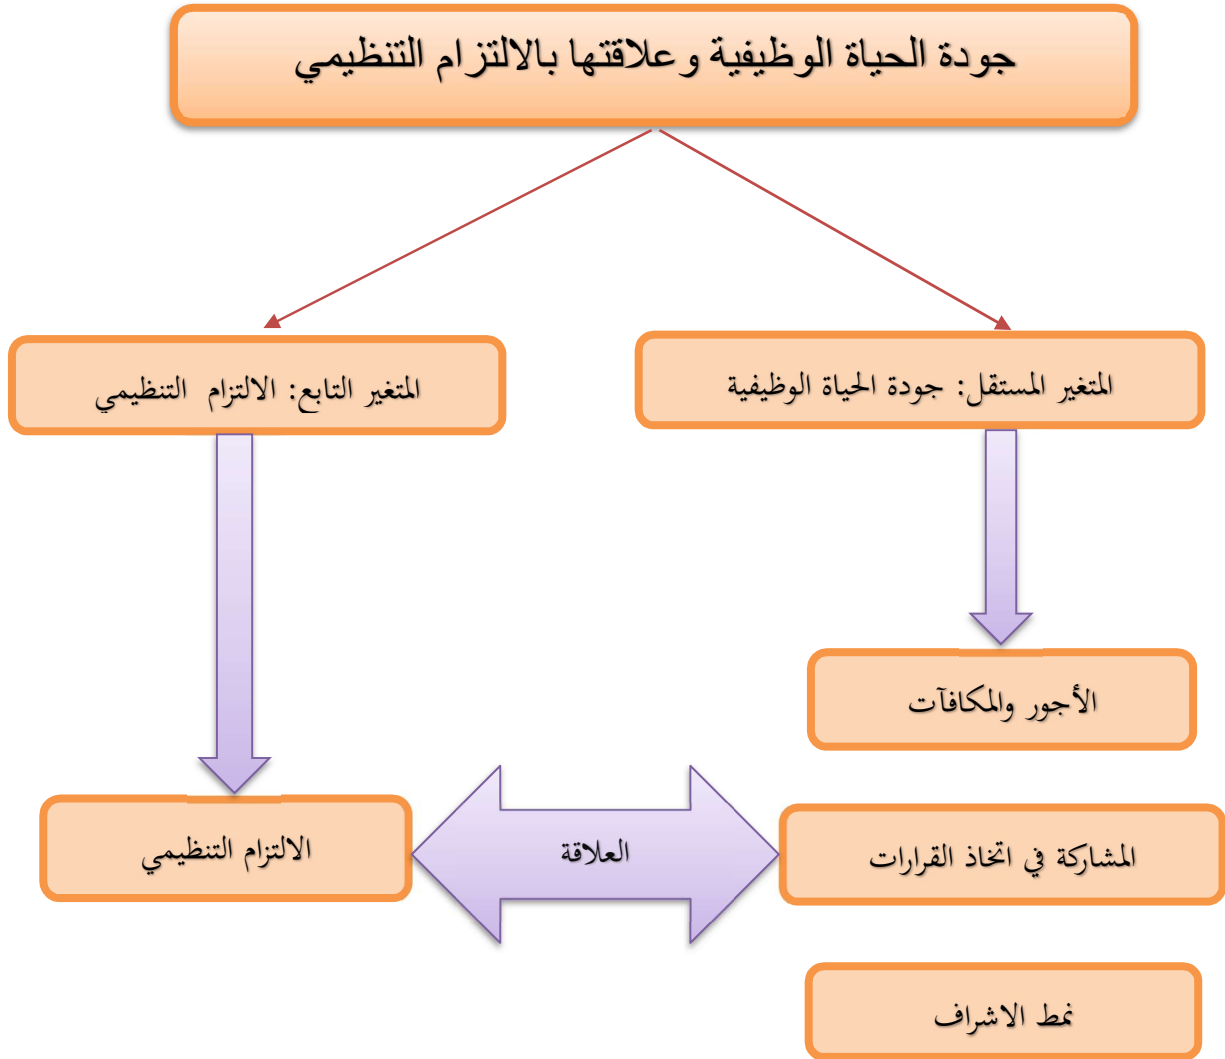 جودة الحياة الوظيفية وعلاقتها بالالتزام التنظيمي
المتغير المستقل: جودة الحياة الوظيفية
المتغير التابع: الالتزام التنظيمي
الأجور والمكافآت
المشاركة في اتخاذ القرارات
العلاقة
الالتزام التنظيمي
نمط الاشراف